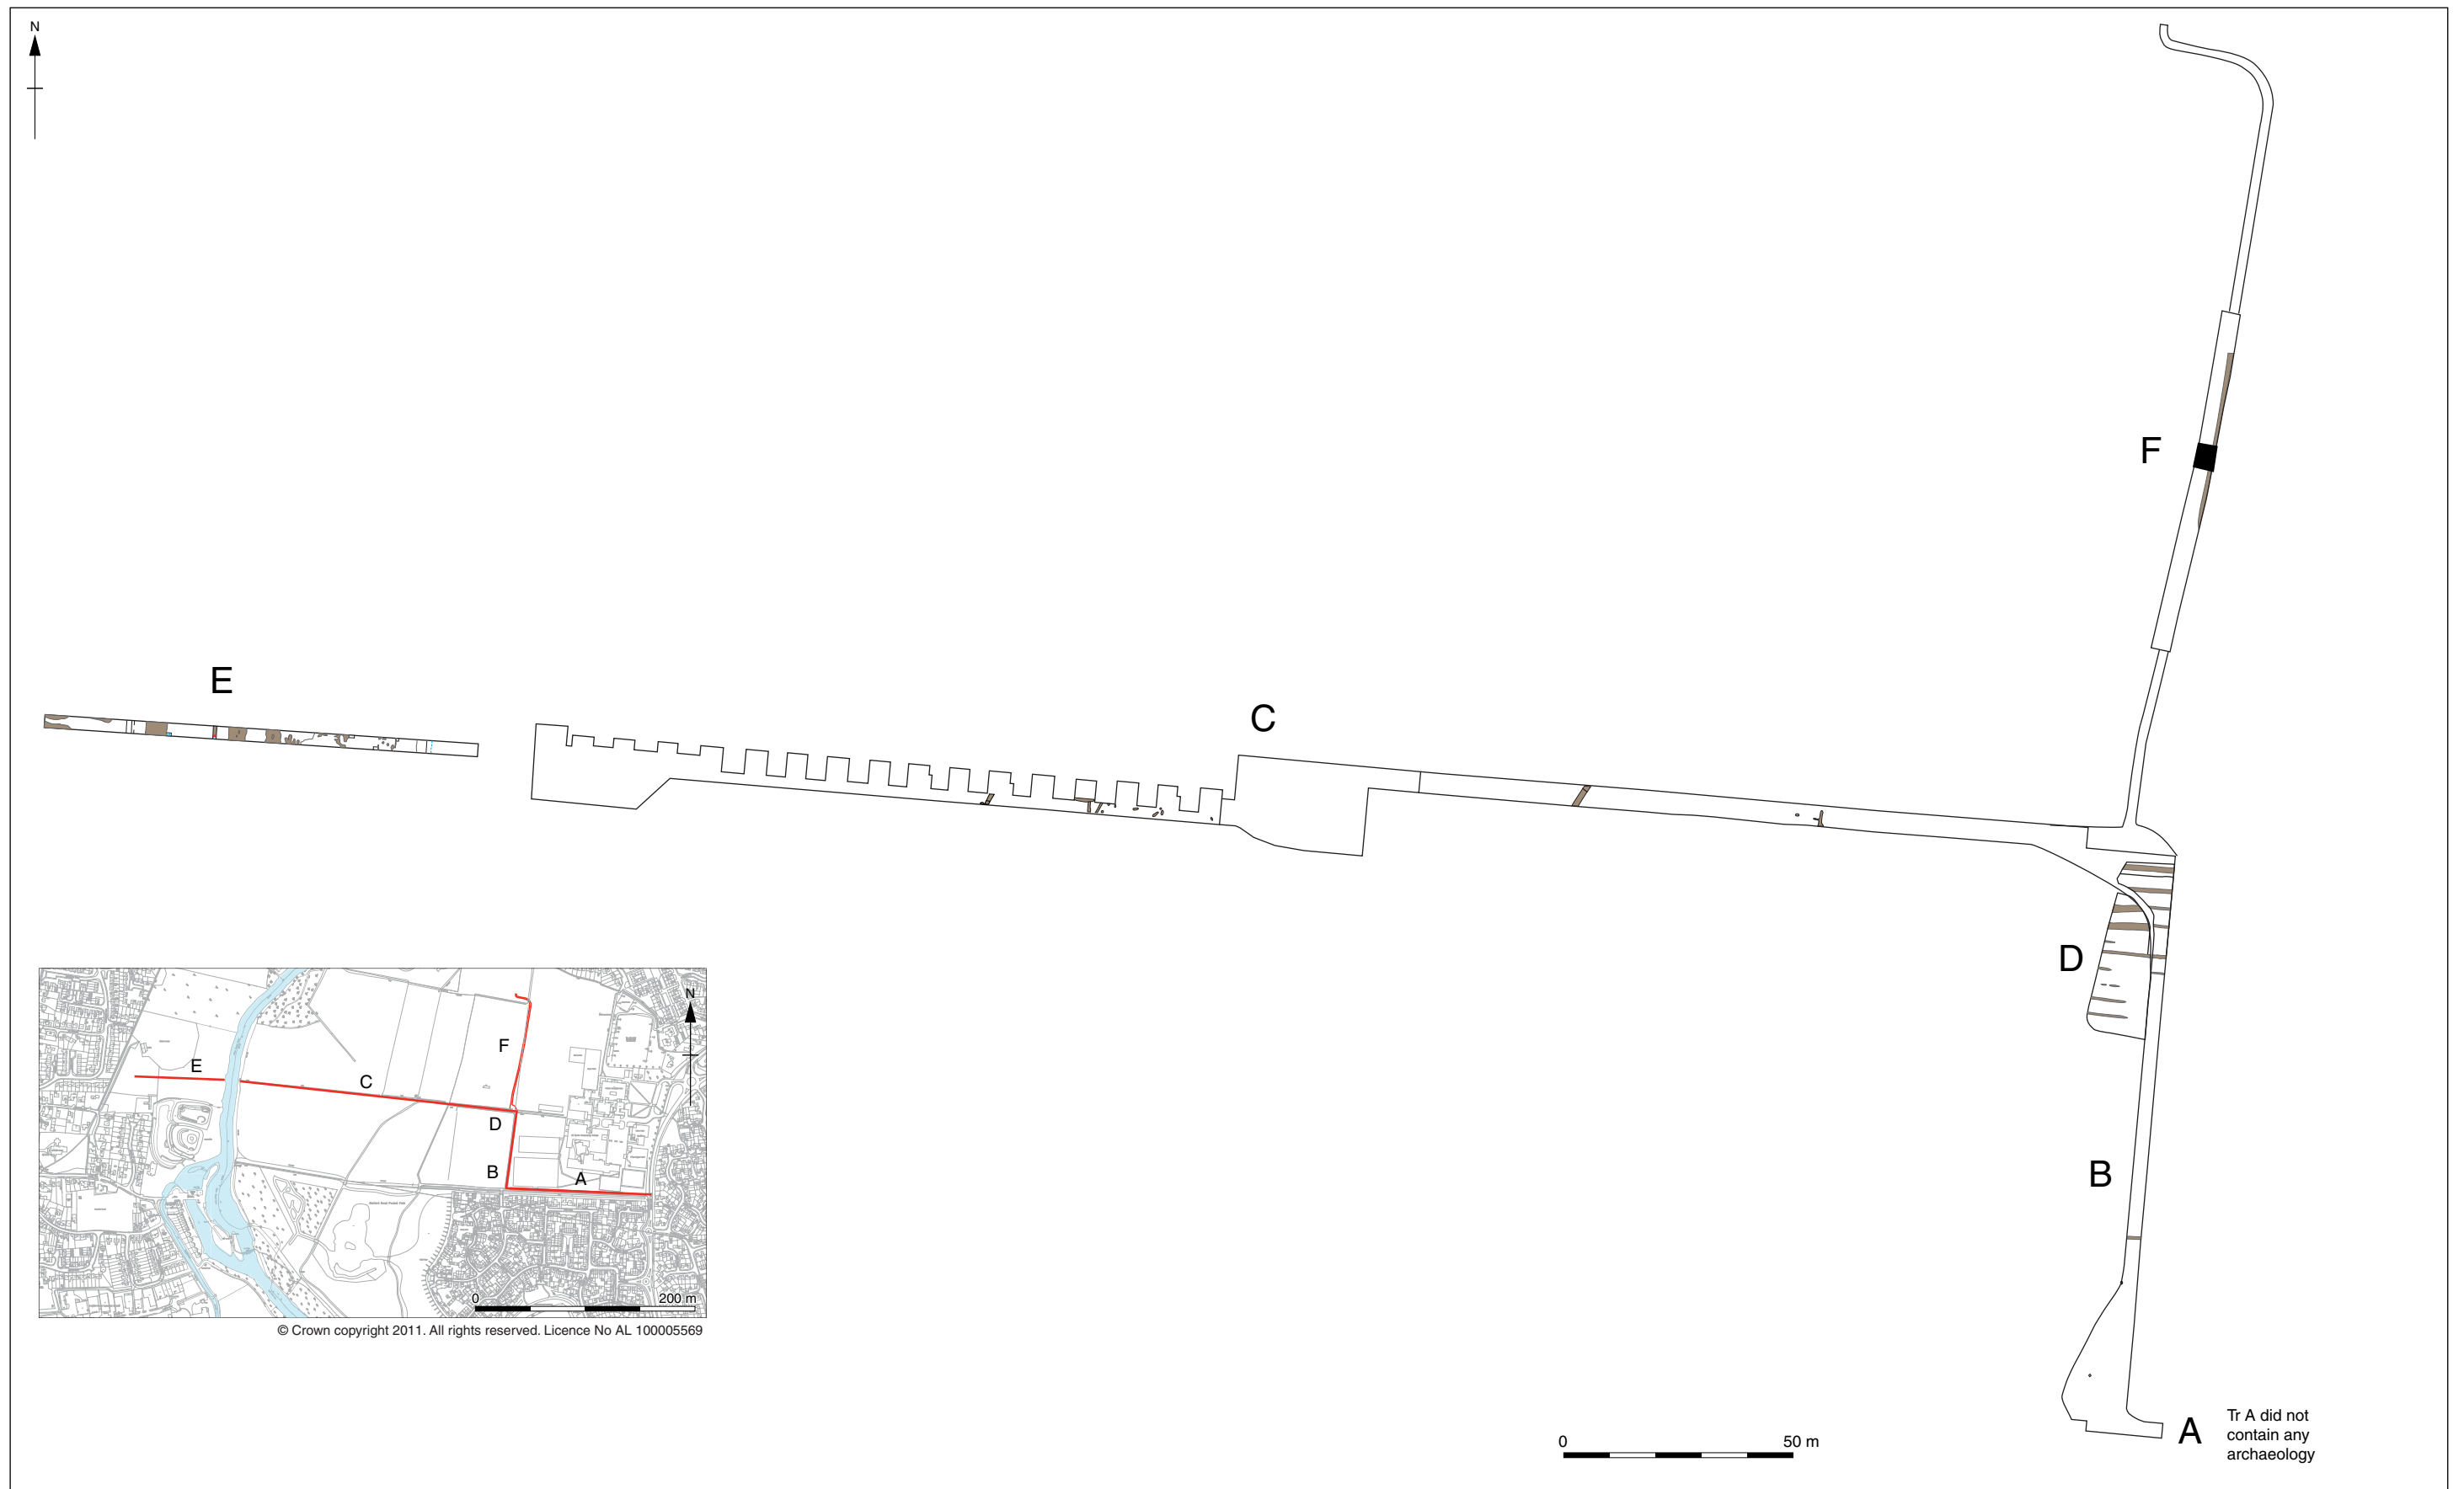 N
F
E
C
D
N
F
E
C
D
B
A
0
200 m
© Crown copyright 2011. All rights reserved. Licence No AL 100005569
B
0
50 m
A
Tr A did not
contain any
archaeology